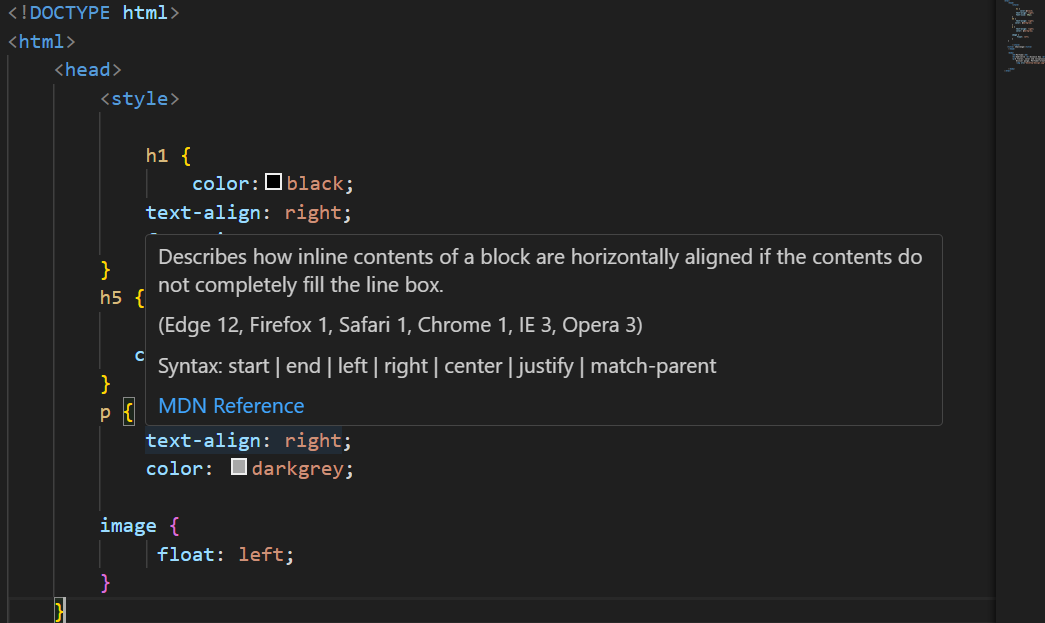 <!DOCTYPE html>
<html>
<head>
<style>
h1 {
color: black;
text-align: right;
}
h5 {
c
}
p {
Describes how inline contents of a block are horizontally aligned if the contents do
not completely fill the line box.
(Edge 12, Firefox 1, Safari 1, Chrome 1, IE 3, Opera 3)
Syntax: start | end | left | right | center | justify | match-parent
MDN Reference
text-align: right;
color: darkgrey;
image {
float: left;
}
}